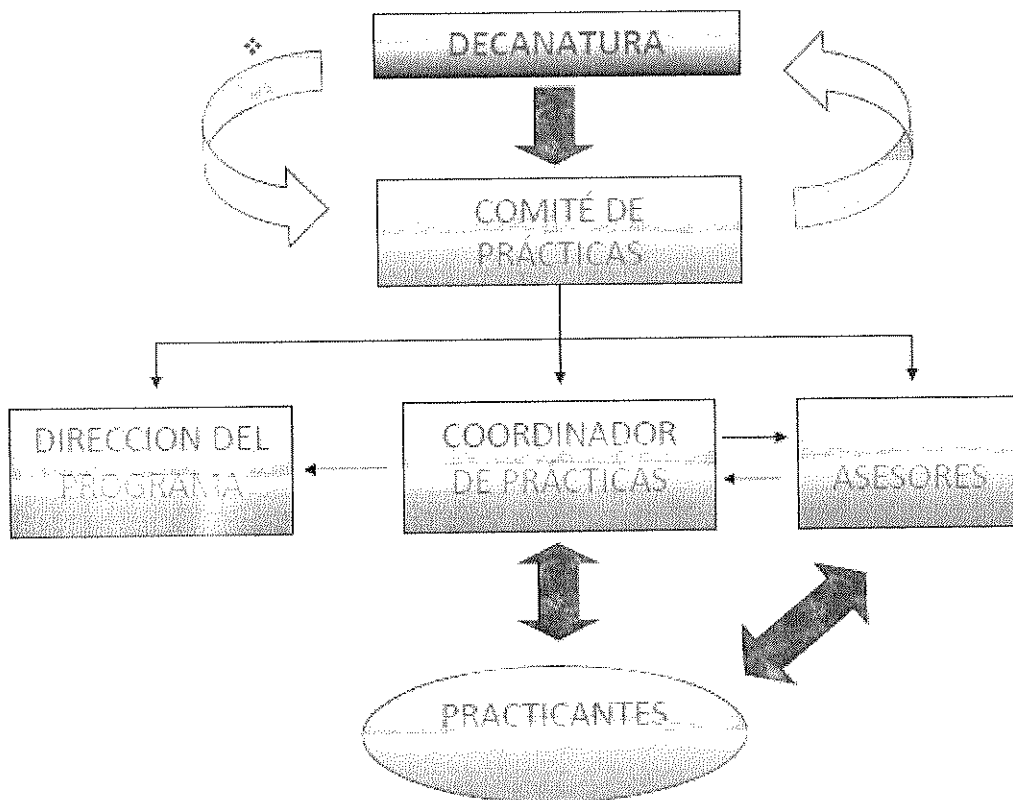 DECANATURA
COMITÉ DE
PRÁCTICAS
DIRECCION DEL
PROGRAMA
COORDINADOR
DE PRÁCTICAS
ASESORES
PRACTICANTES